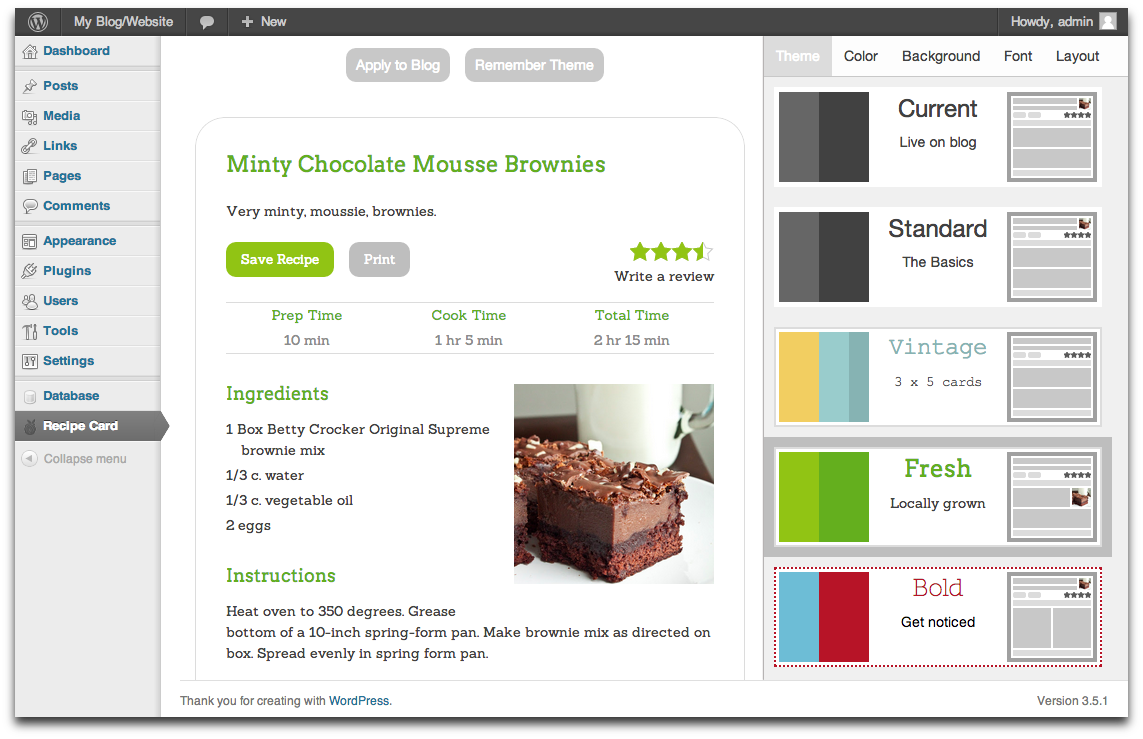 My Blog/Website
New
Howdy, admin
Dashboard
Posts
Media
Links
Pages
Comments
Appearance
Plugins
Users
Tools
Settings
Database
Recipe Card
Collapse menu
Apply to Blog
Remember Theme
Minty Chocolate Mousse Brownies
Very minty, moussie, brownies.
Save Recipe
Print
Write a review
Prep Time
Cook Time
Total Time
10 min
1 hr 5 min
2 hr 15 min
Ingredients
1 Box Betty Crocker Original Supreme
brownie mix
1/3 c. water
1/3 c. vegetable oil
2 eggs
Instructions
Heat oven to 350 degrees. Grease
bottom of a 10-inch spring-form pan. Make brownie mix as directed on
box. Spread evenly in spring form pan.
Theme
Color
Background
Font
Layout
Current
Live on blog
Standard
The Basics
Vintage
3 x 5 cards
Fresh
Locally grown
Bold
Get noticed
Thank you for creating with WordPress.
Version 3.5.1